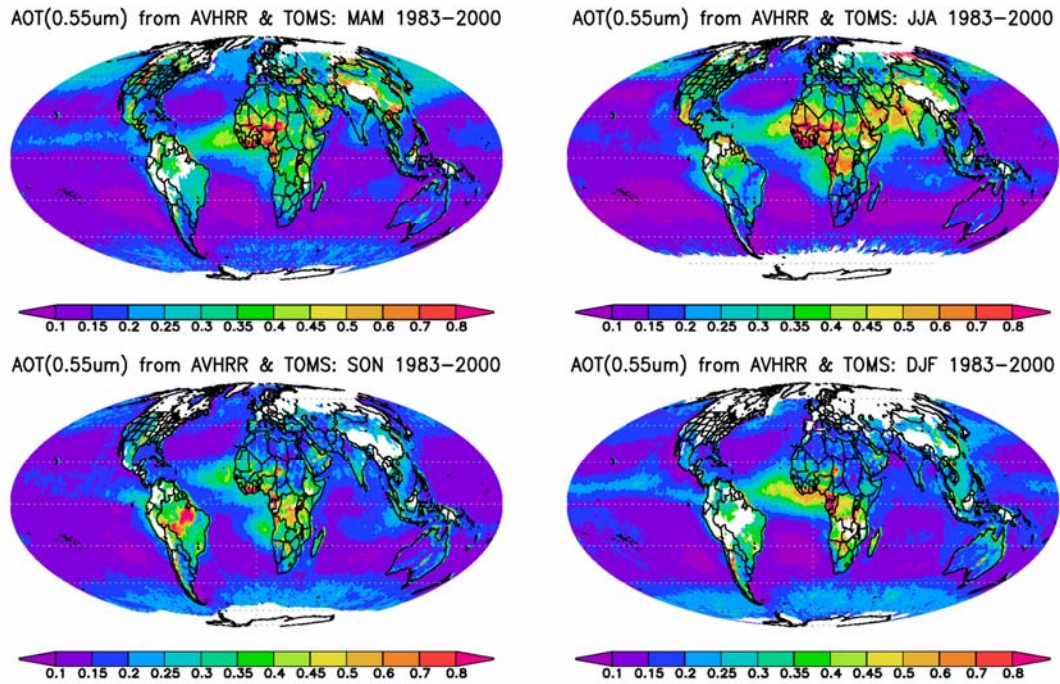 AOT(0.55um) from AVHRR & TOMS: MAM 1983-2000
AOT(0.55um) from AVHRR & TOMS: JJA 1983-2000
0.1 0.15 0.2 0.25 0.3 0.35 0.4 0.45 0.5 0.6 0.7 0.8
0.1 0.15 0.2 0.25 0.3 0.35 0.4 0.45 0.5 0.6 0.7 0.8
AOT(0.55um) from AVHRR & TOMS: SON 1983-2000
AOT(0.55um) from AVHRR & TOMS: DJF 1983-2000
0.1 0.15 0.2 0.25 0.3 0.35 0.4 0.45 0.5 0.6 0.7 0.8
0.1 0.15 0.2 0.25 0.3 0.35 0.4 0.45 0.5 0.6 0.7 0.8